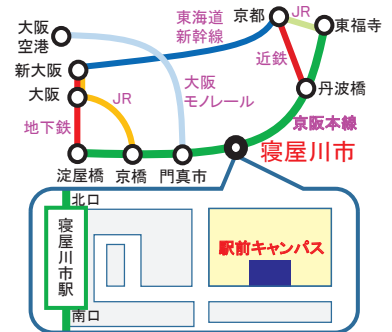 大阪
空港
東海道
新幹線
京都
JR
東福寺
近鉄
新大阪
大阪
JR
大阪
モノレール
丹波橋
地下鉄
京阪本線
寝屋川市
淀屋橋
京橋
門真市
北口
寝屋川市駅
南口
駅前キャンパス